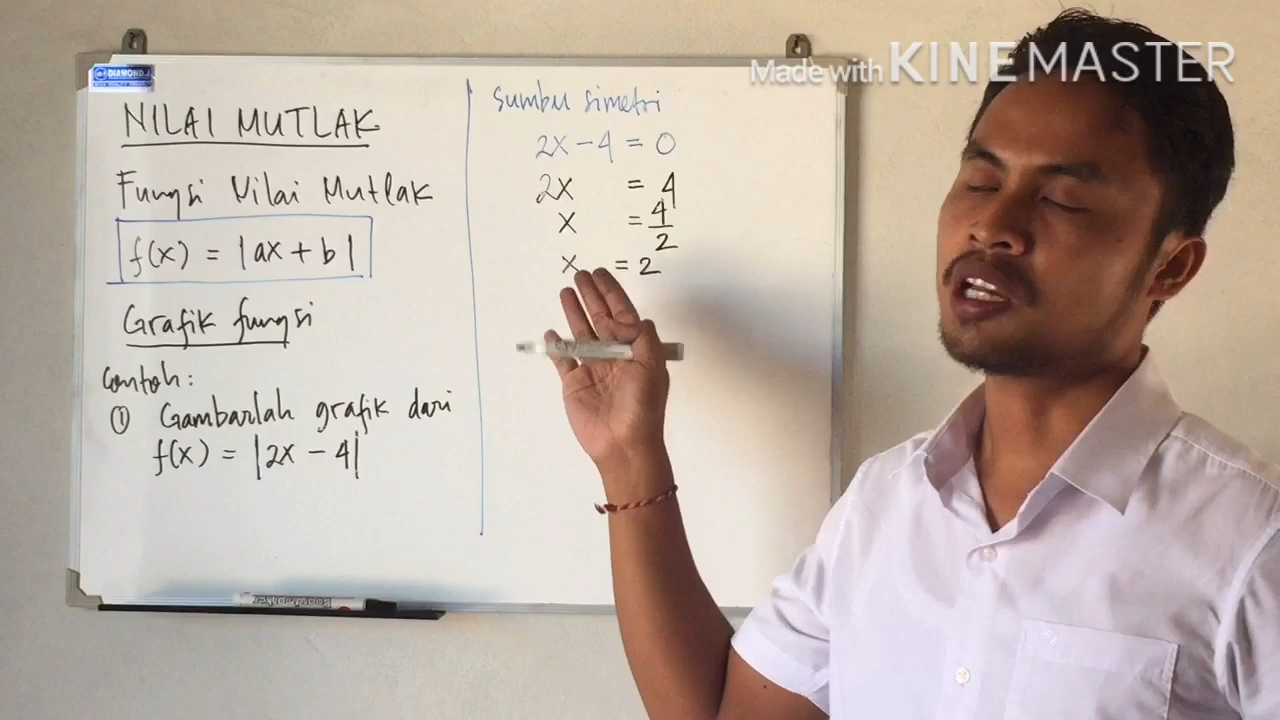 Made with KINEMASTER
DIAMOND
NILAI MUTLAK
Fungsi Nilai Mutlak
f(x) = |ax + b|
Grafik fungsi
Contoh:
① Gambarlah grafik dari
f(x) = |2x - 4|
Sumbu simetri
2x - 4 = 0
2x = 4
x = 4/2
x = 2